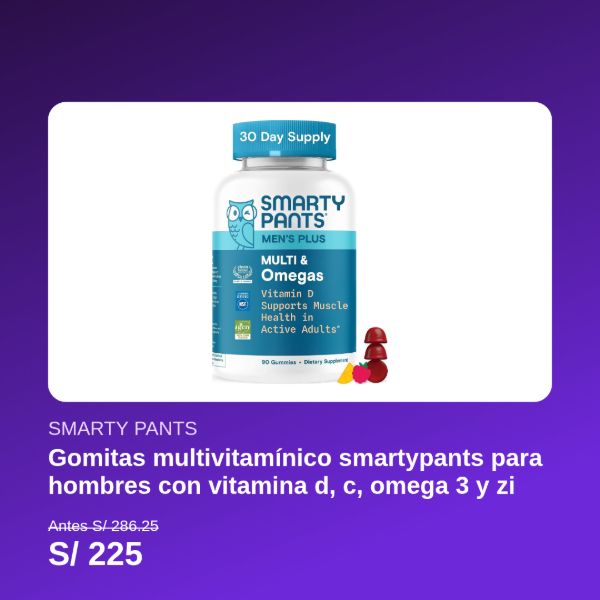 30 Day Supply
SMARTY
PANTS
MEN'S PLUS
MULTI &
Omegas
Vitamin D
Supports Muscle
Health in
Active Adults*
NSF
90 Gummies • Dietary Supplement
SMARTY PANTS
Gomitas multivitamínico smartypants para
hombres con vitamina d, c, omega 3 y zi
Antes S/ 286.25
S/ 225